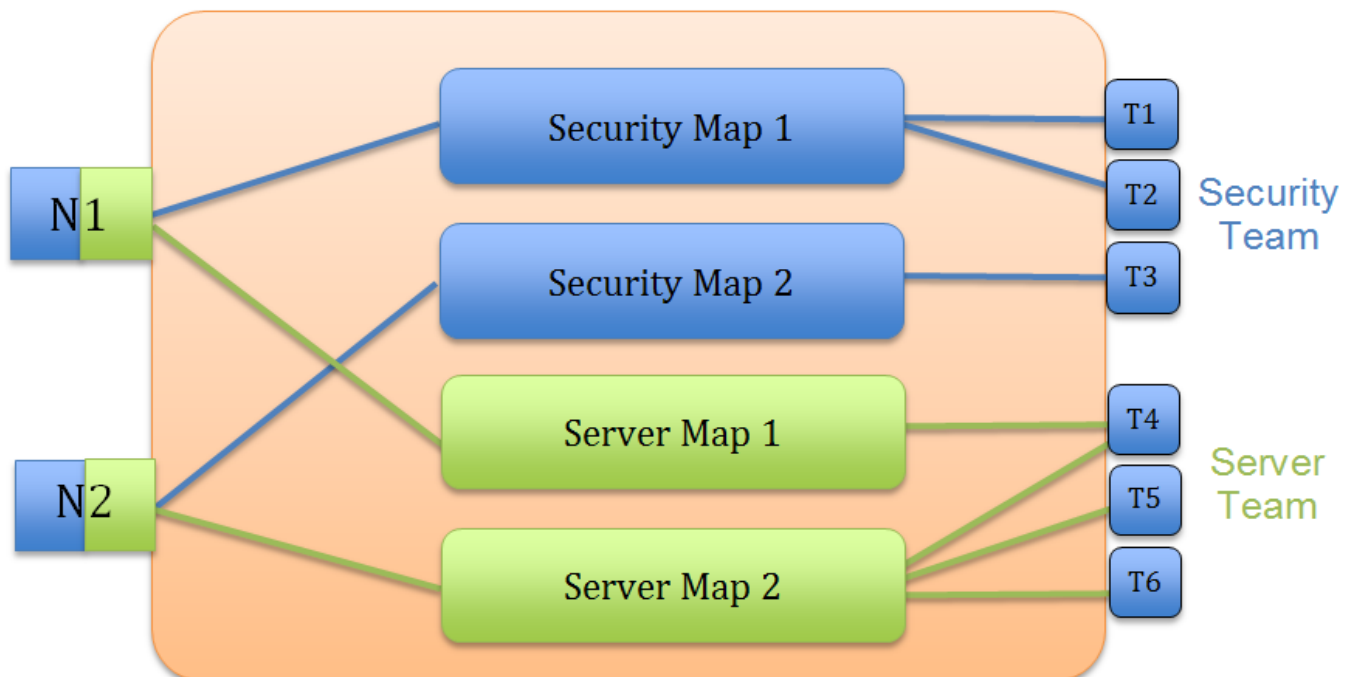 N1
N2
Security Map 1
Security Map 2
Server Map 1
Server Map 2
T1
T2
T3
Security
Team
T4
T5
T6
Server
Team